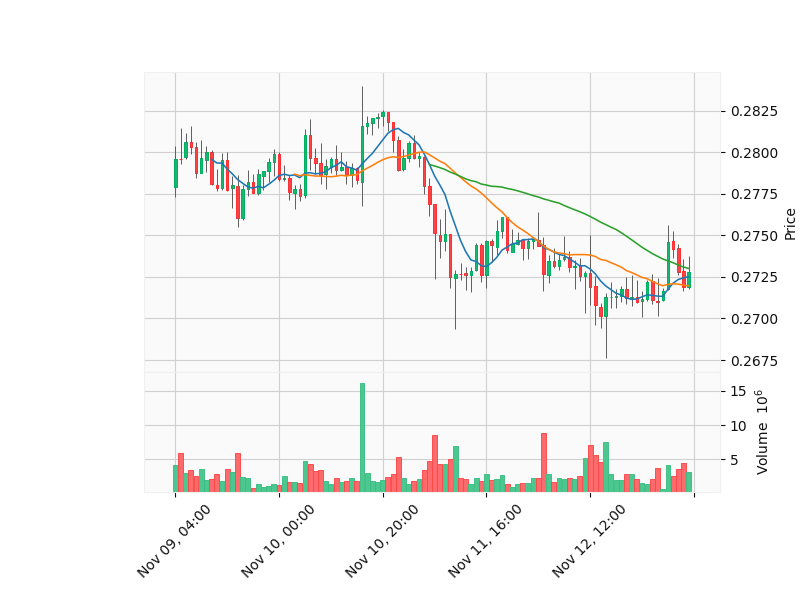 0.2825
0.2800
0.2775
0.2750
0.2725
0.2700
0.2675
Price
15
10
5
Volume 10^6
Nov 09, 04:00
Nov 10, 00:00
Nov 10, 20:00
Nov 11, 16:00
Nov 12, 12:00